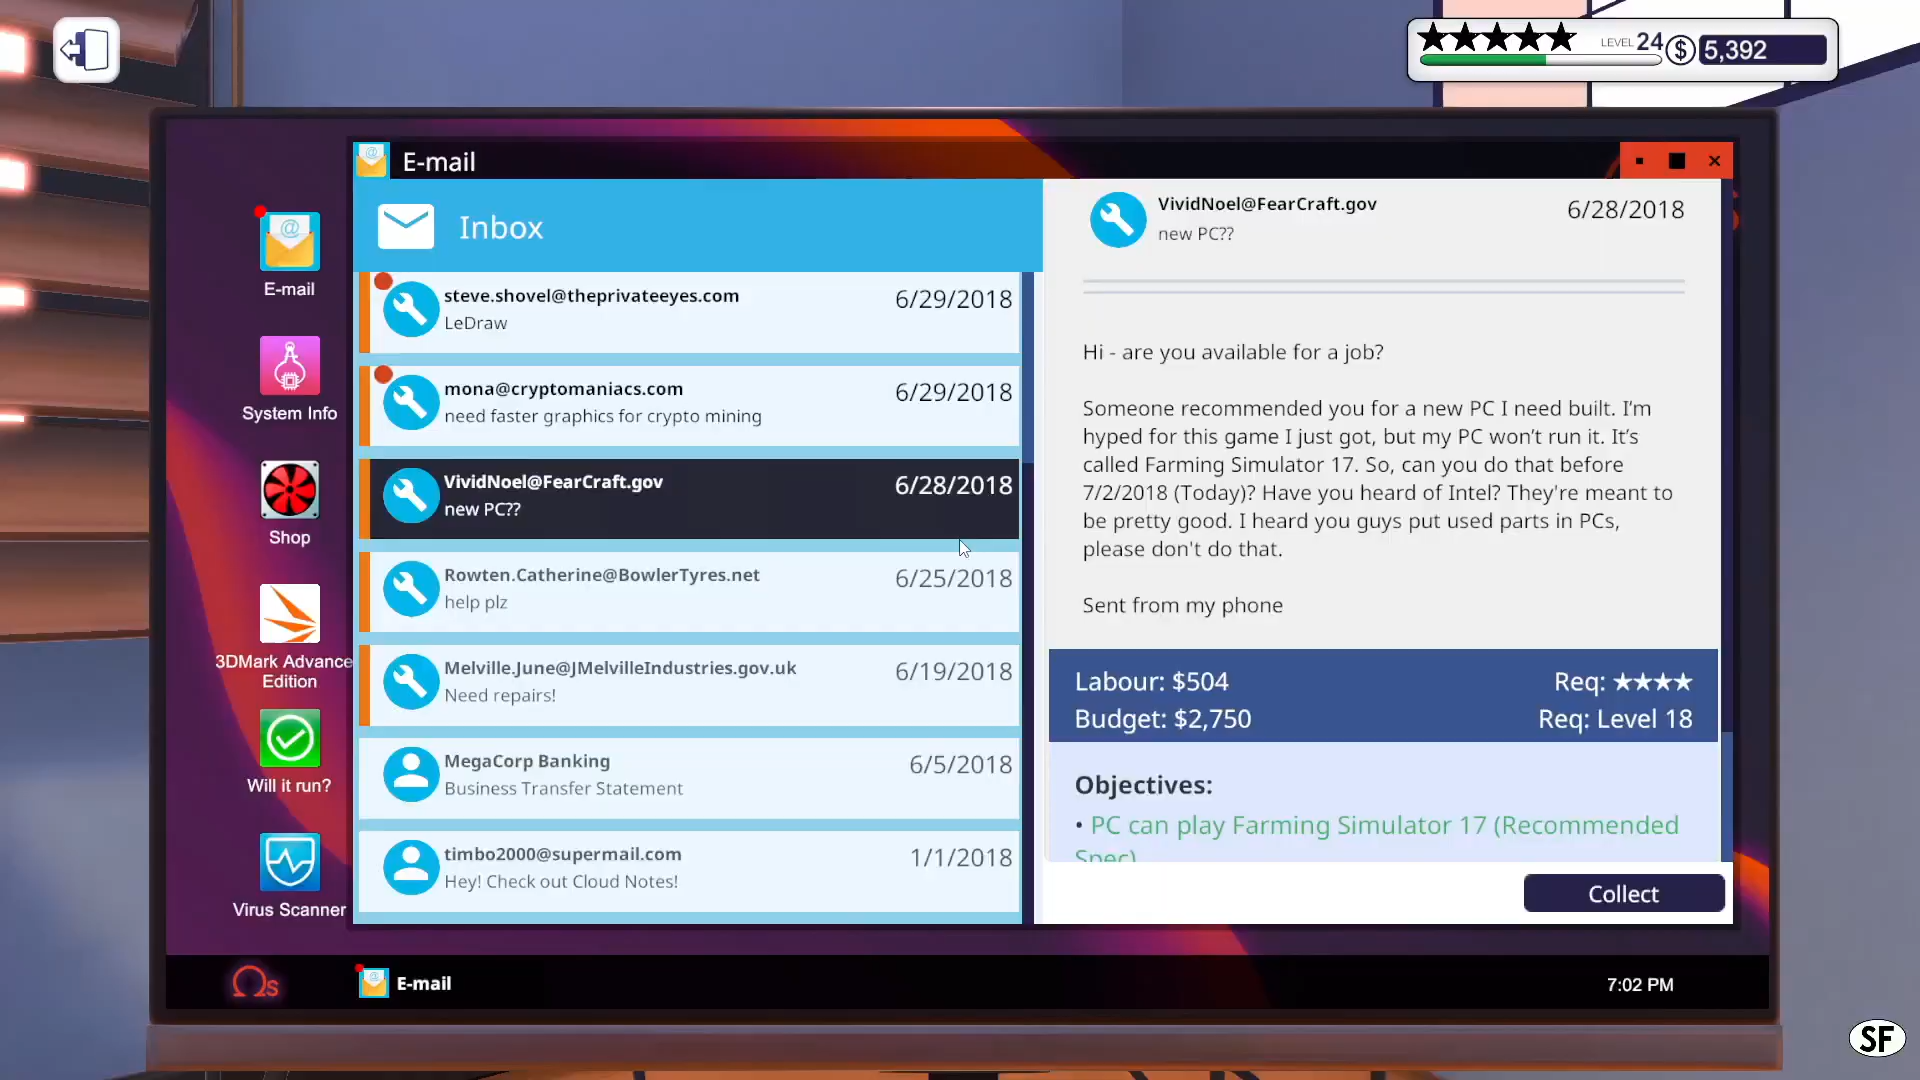 ★★★★★ LEVEL 24 $ 5,392
E-mail
Inbox
steve.shovel@theprivateeyes.com 6/29/2018
LeDraw
mona@cryptomaniacs.com 6/29/2018
need faster graphics for crypto mining
VividNoel@FearCraft.gov 6/28/2018
new PC??
Rowten.Catherine@BowlerTyres.net 6/25/2018
help plz
Melville.June@JMelvilleIndustries.gov.uk 6/19/2018
Need repairs!
MegaCorp Banking 6/5/2018
Business Transfer Statement
timbo2000@supermail.com 1/1/2018
Hey! Check out Cloud Notes!
VividNoel@FearCraft.gov 6/28/2018
new PC??
Hi - are you available for a job?
Someone recommended you for a new PC I need built. I'm
hyped for this game I just got, but my PC won't run it. It's
called Farming Simulator 17. So, can you do that before
7/2/2018 (Today)? Have you heard of Intel? They're meant to
be pretty good. I heard you guys put used parts in PCs,
please don't do that.
Sent from my phone
Labour: $504 Req: ★★★★
Budget: $2,750 Req: Level 18
Objectives:
• PC can play Farming Simulator 17 (Recommended
Spec)
Collect
E-mail
System Info
Shop
3DMark Advance
Edition
Will it run?
Virus Scanner
Ωs
E-mail
7:02 PM
SF